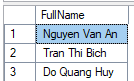 FullName
1 Nguyen Van An
2 Tran Thi Bich
3 Do Quang Huy